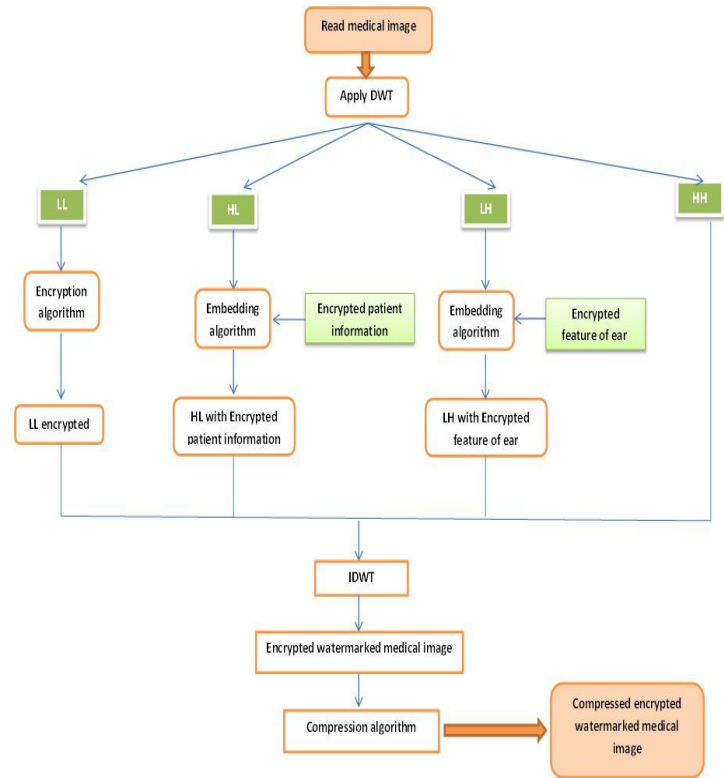 Read medical image
Apply DWT
LL
HL
LH
HH
Encryption
algorithm
Embedding
algorithm
Encrypted patient
information
Embedding
algorithm
Encrypted
feature of ear
LL encrypted
HL with Encrypted
patient information
LH with Encrypted
feature of ear
IDWT
Encrypted watermarked medical image
Compression algorithm
Compressed encrypted
watermarked medical
image